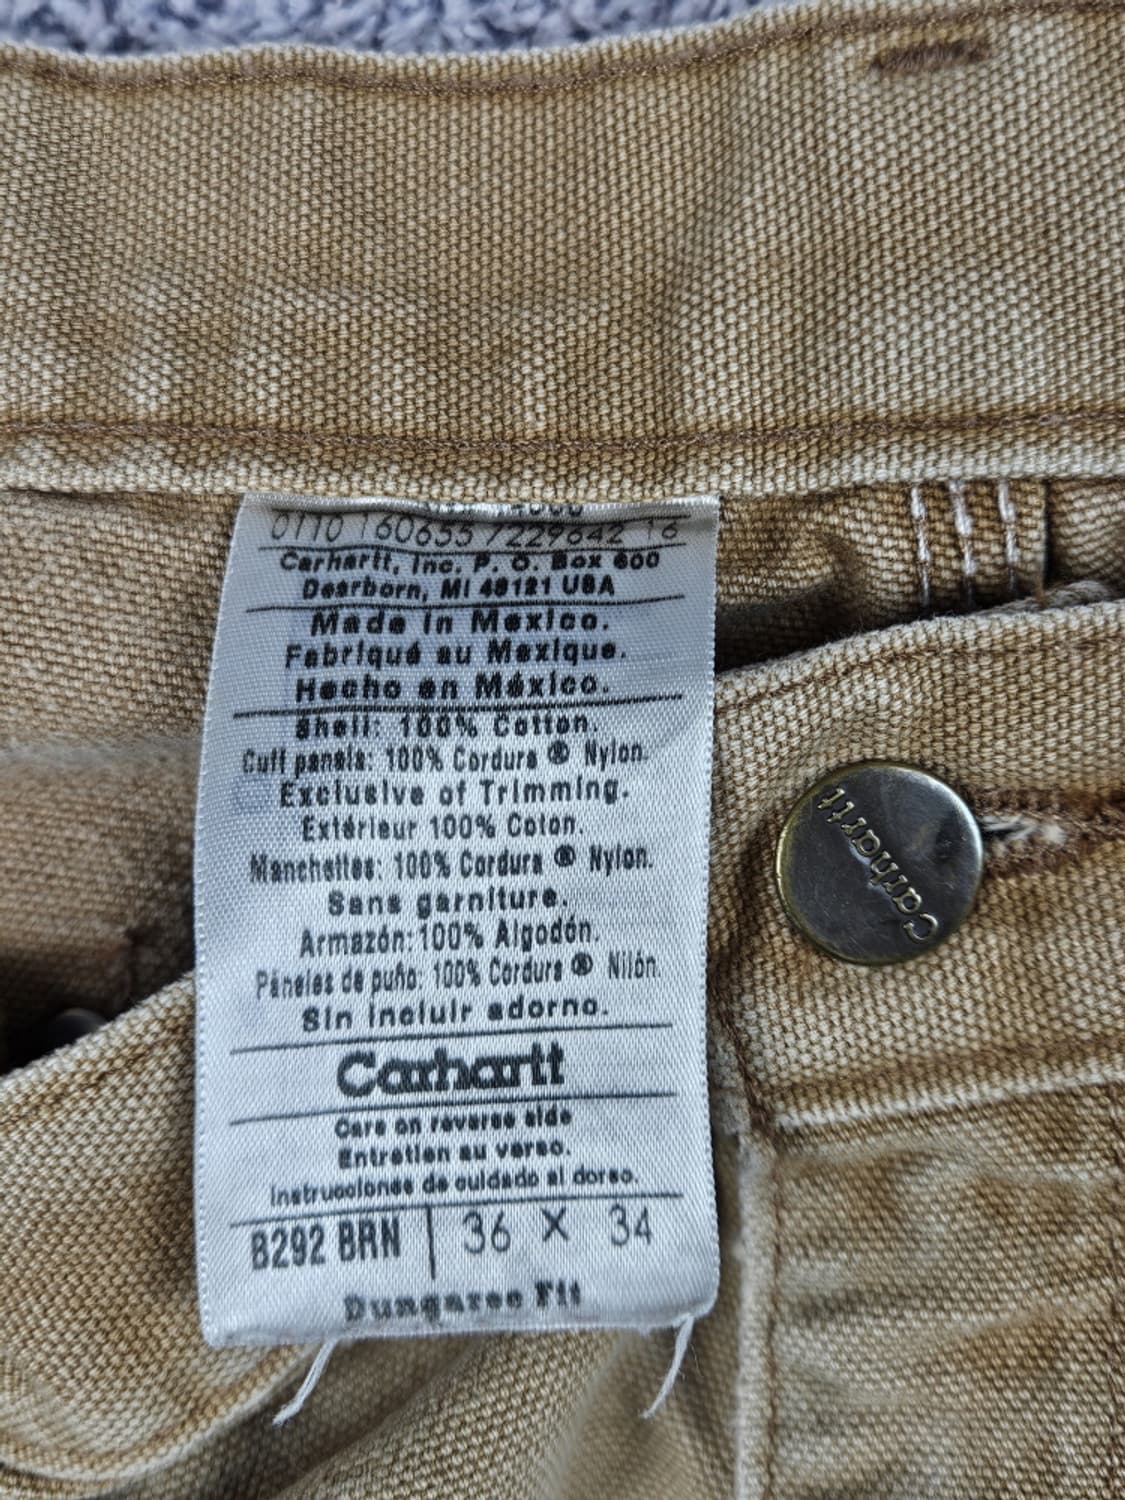 0110 160655 7229642 16
Carhartt, Inc. P. O. Box 600
Dearborn, MI 48121 USA
Made in Mexico.
Fabriqué au Mexique.
Hecho en México.
Shell: 100% Cotton.
Cuff panels: 100% Cordura ® Nylon.
Exclusive of Trimming.
Extérieur 100% Coton.
Manchettes: 100% Cordura ® Nylon.
Sans garniture.
Armazón: 100% Algodón.
Páneles de puño: 100% Cordura ® Nilón.
Sin incluir adorno.
Carhartt
Care on reverse side
Entretien au verso.
Instrucciones de cuidado al dorso.
B292 BRN | 36 X 34
Dungaree Fit
Carhartt